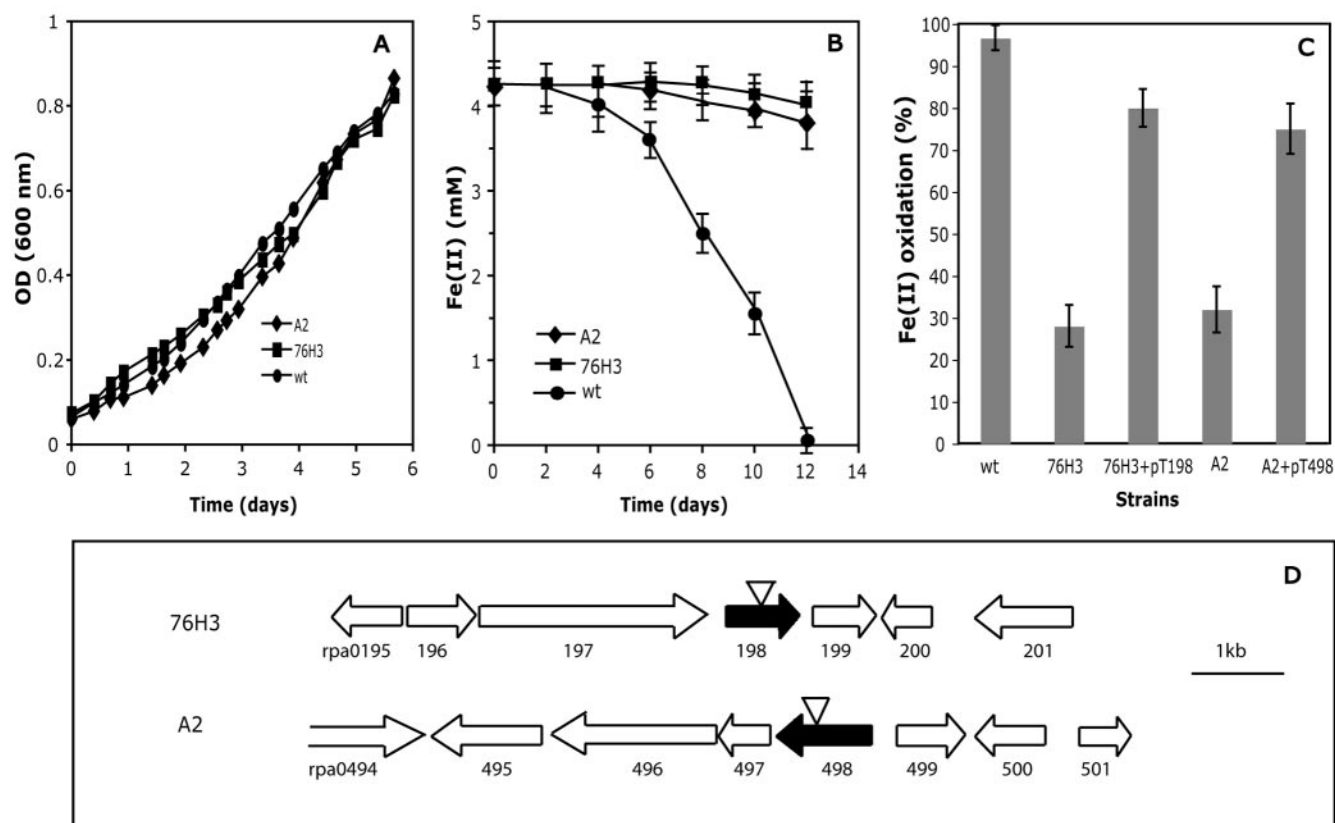 A
OD (600 nm)
1
0.8
0.6
0.4
0.2
0
A2
76H3
wt
0 1 2 3 4 5 6
Time (days)
B
Fe(II) (mM)
5
4
3
2
1
0
A2
76H3
wt
0 2 4 6 8 10 12 14
Time (days)
C
Fe(II) oxidation (%)
100
90
80
70
60
50
40
30
20
10
0
wt 76H3 76H3+pT198 A2 A2+pT498
Strains
D
76H3
rpa0195 196 197 198 199 200 201
1kb
A2
rpa0494 495 496 497 498 499 500 501